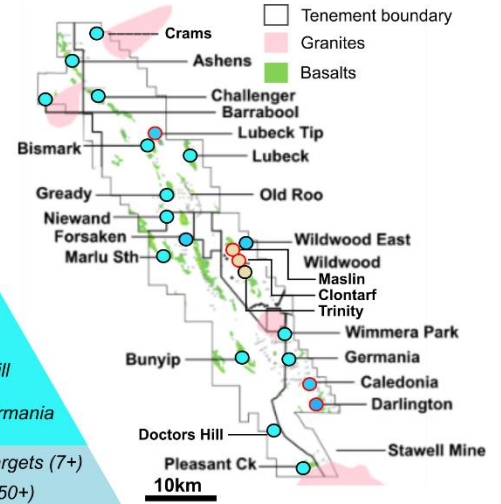 Tenement boundary
Granites
Basalts
Crams
Ashens
Challenger
Barrabool
Lubeck Tip
Bismark
Lubeck
Gready
Old Roo
Niewand
Forsaken
Wildwood East
Marlu Sth
Wildwood
Maslin
Clontarf
Trinity
Wimmera Park
Bunyip
Germania
Caledonia
Darlington
Doctors Hill
Stawell Mine
Pleasant Ck
10km
ill
rmania
argets (7+)
50+)